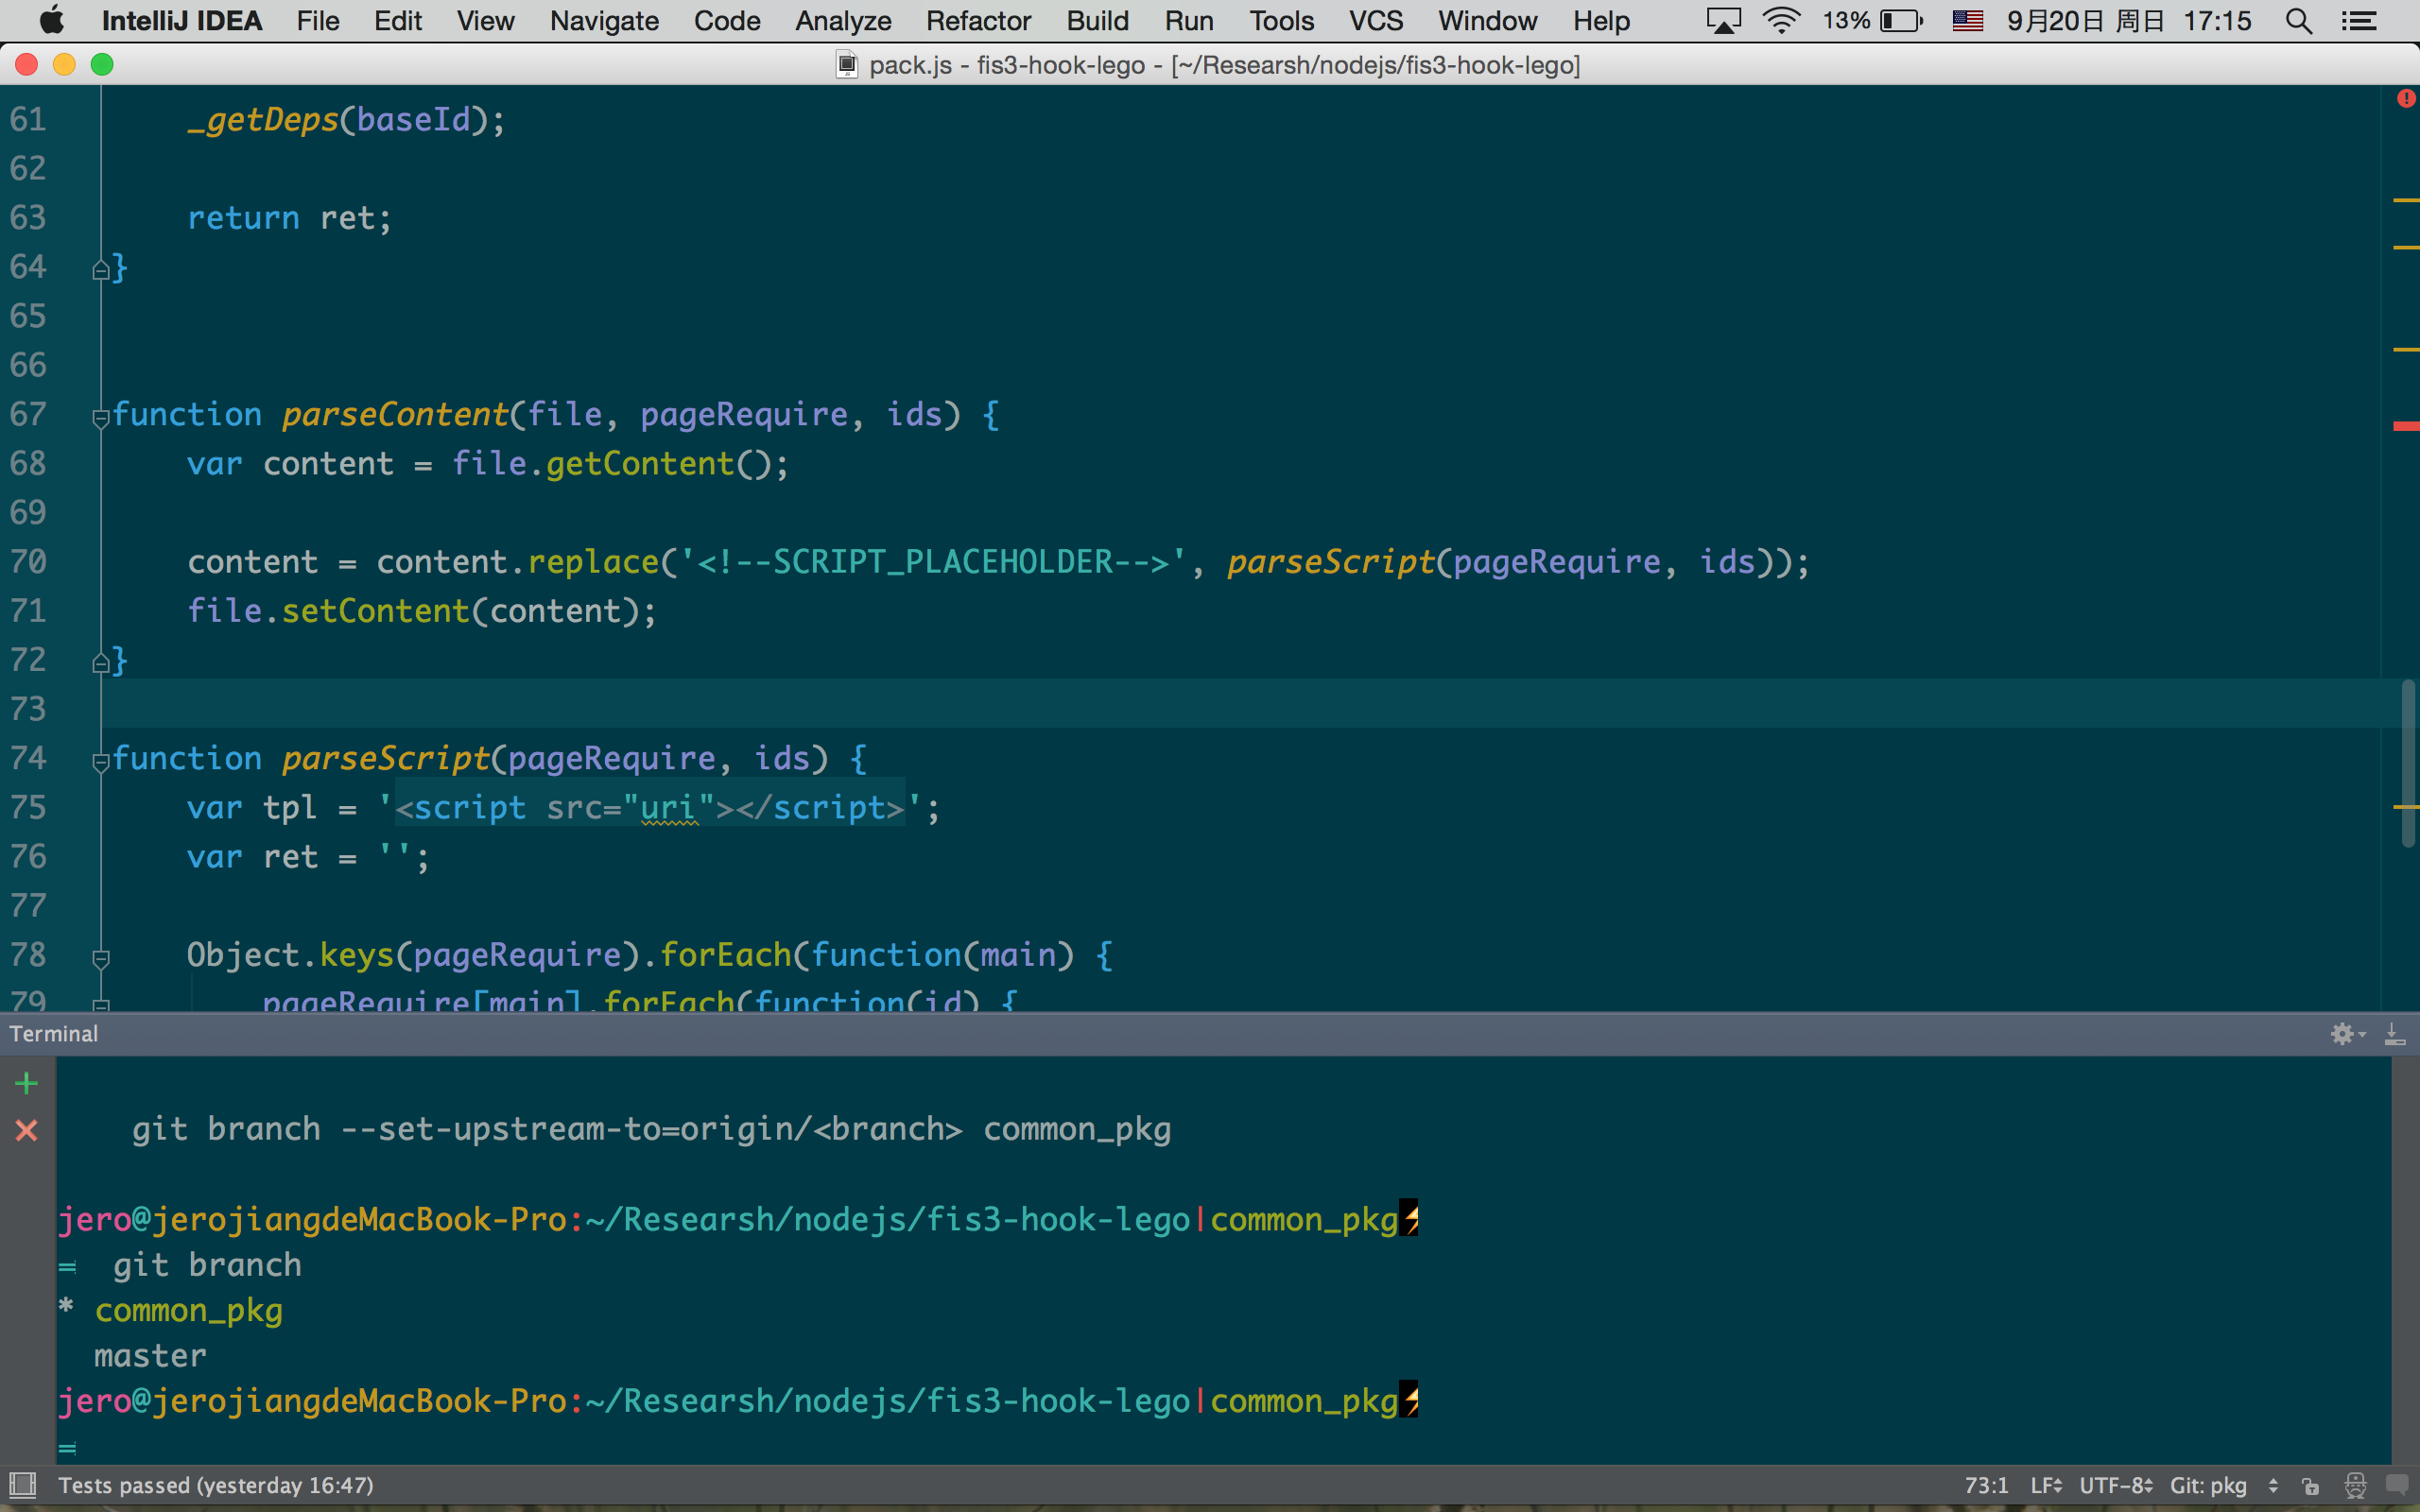 IntelliJ IDEA File Edit View Navigate Code Analyze Refactor Build Run Tools VCS Window Help 13% 9月20日 周日 17:15
pack.js - fis3-hook-lego - [~/Researsh/nodejs/fis3-hook-lego]
61 _getDeps(baseId);
62
63 return ret;
64 }
65
66
67 function parseContent(file, pageRequire, ids) {
68 var content = file.getContent();
69
70 content = content.replace('<!--SCRIPT_PLACEHOLDER-->', parseScript(pageRequire, ids));
71 file.setContent(content);
72 }
73
74 function parseScript(pageRequire, ids) {
75 var tpl = '<script src="uri"></script>';
76 var ret = '';
77
78 Object.keys(pageRequire).forEach(function(main) {
79 pageRequire[main].forEach(function(id) {
Terminal
git branch --set-upstream-to=origin/<branch> common_pkg
jero@jerojiangdeMacBook-Pro:~/Researsh/nodejs/fis3-hook-lego|common_pkg⚡
= git branch
* common_pkg
master
jero@jerojiangdeMacBook-Pro:~/Researsh/nodejs/fis3-hook-lego|common_pkg⚡
=
Tests passed (yesterday 16:47) 73:1 LF UTF-8 Git: pkg